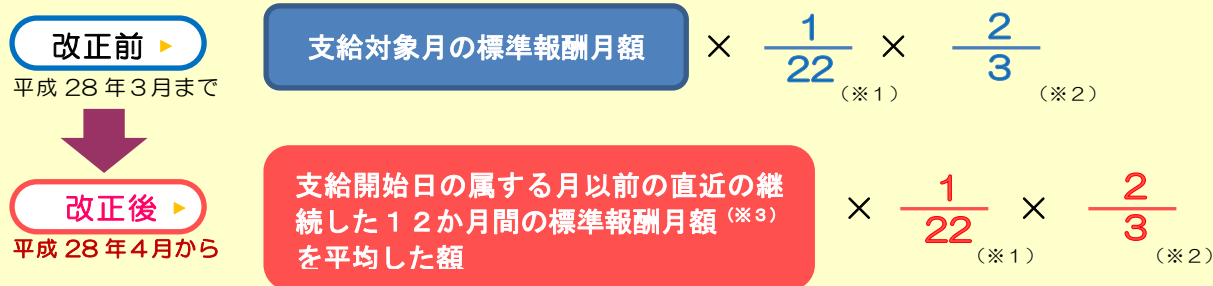 改正前 ▶
平成 28 年3月まで
支給対象月の標準報酬月額 × 1/22 (※1) × 2/3 (※2)
改正後 ▶
平成 28 年4月から
支給開始日の属する月以前の直近の継
続した12か月間の標準報酬月額(※3)
を平均した額
× 1/22 (※1) × 2/3 (※2)